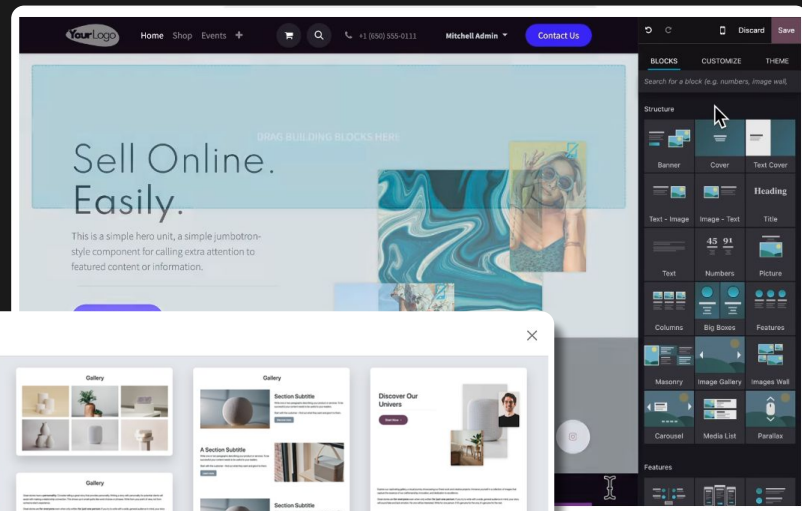 YourLogo
Home Shop Events +
+1 (650) 555-0111
Mitchell Admin
Contact Us
Discard
Save
BLOCKS CUSTOMIZE THEME
Search for a block (e.g. numbers, image wall,
Structure
Banner Cover Text Cover
Heading
Text - Image Image - Text Title
45 91
Text Numbers Picture
Columns Big Boxes Features
Masonry Image Gallery Images Wall
Carousel Media List Parallax
Features
DRAG BUILDING BLOCKS HERE
Sell Online.
Easily.
This is a simple hero unit, a simple jumbotron-
style component for calling extra attention to
featured content or information.
Gallery
Gallery
Gallery
Section Subtitle
A Section Subtitle
Section Subtitle
Discover Our
Univers